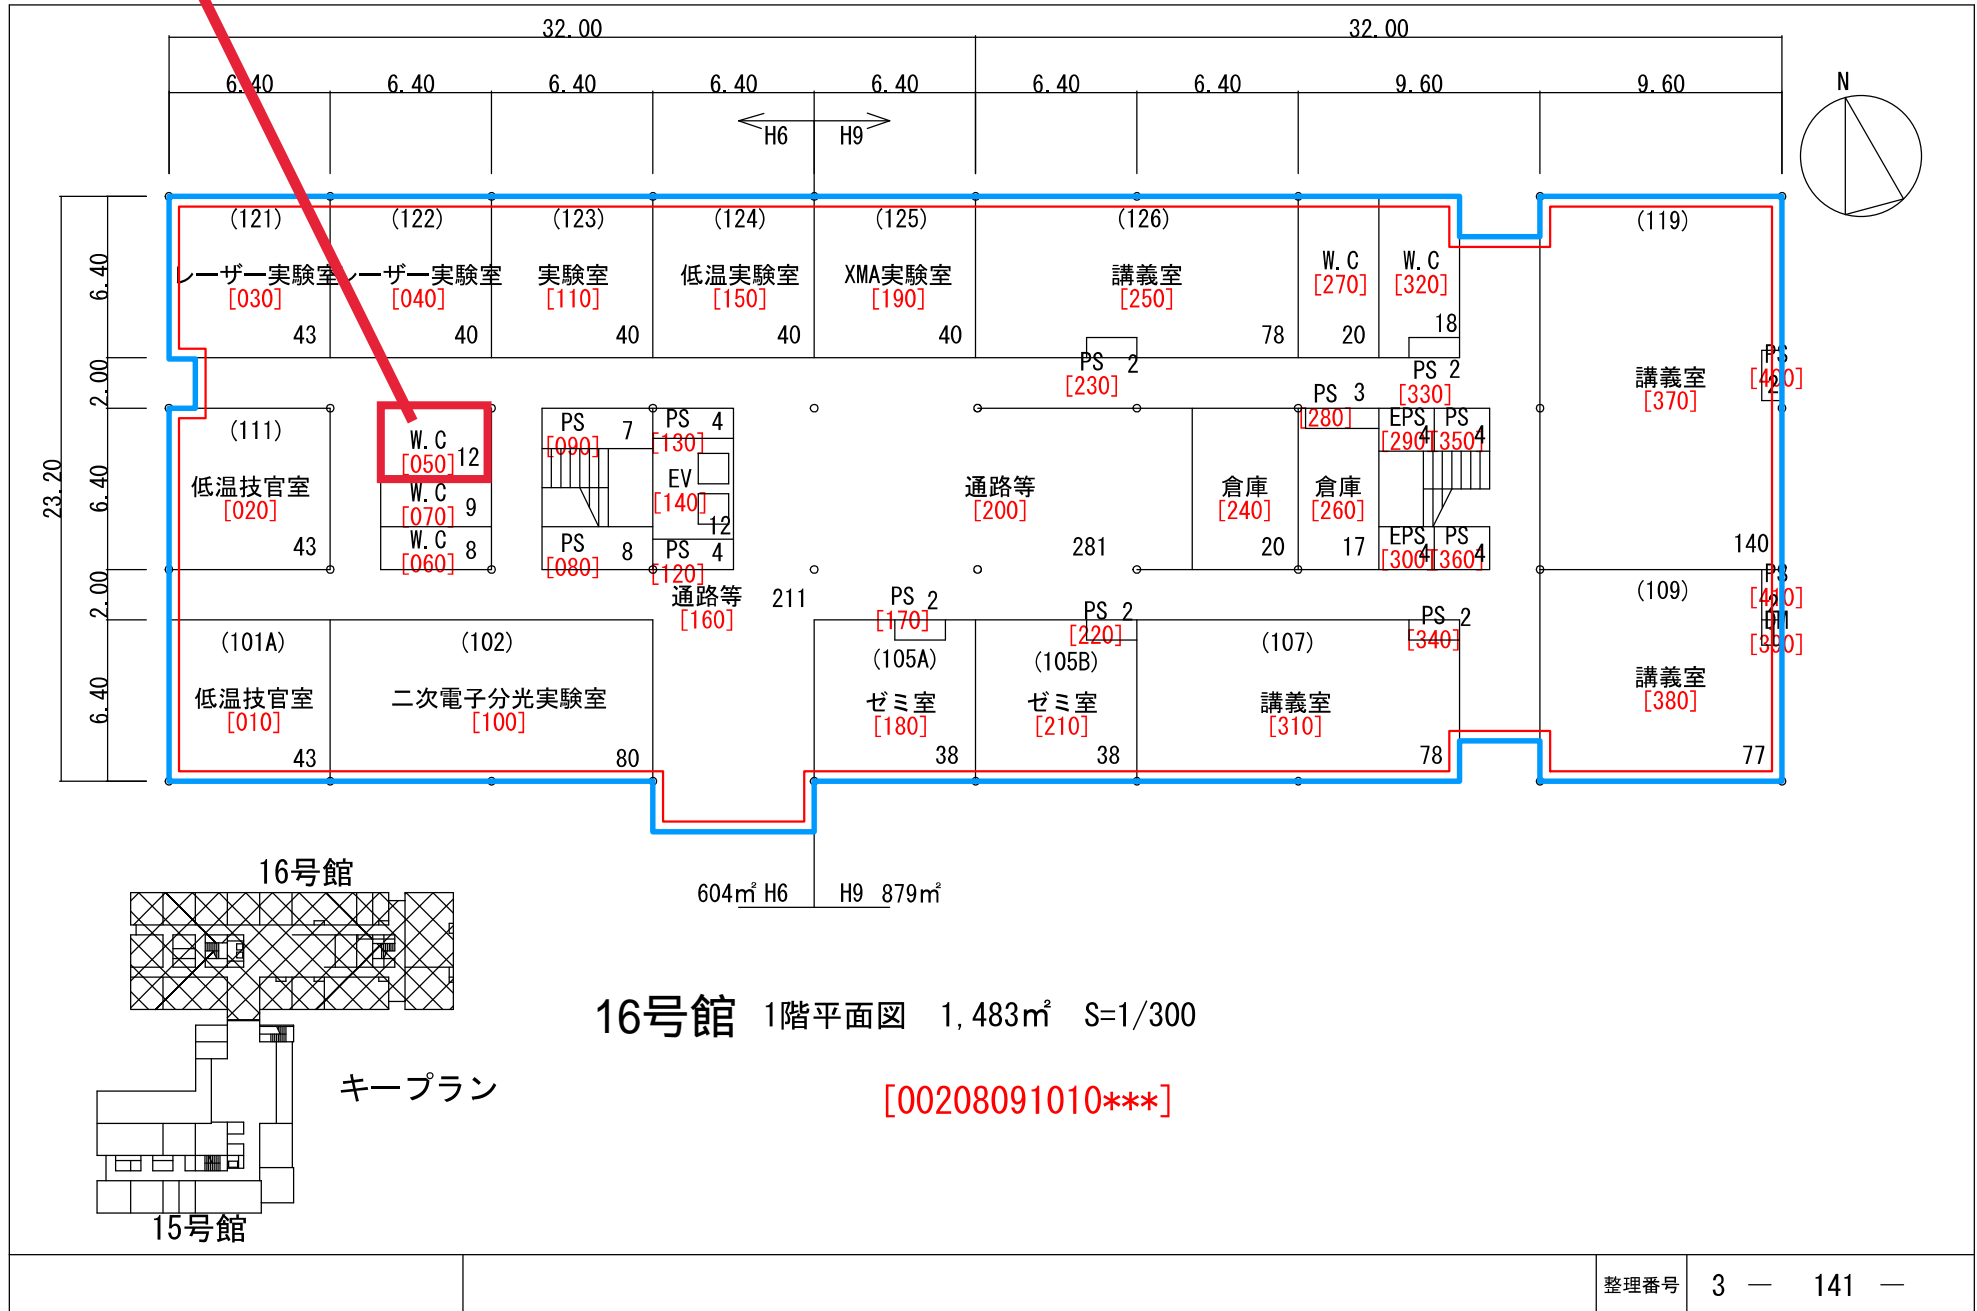 32.00 32.00
6.40 6.40 6.40 6.40 6.40 6.40 6.40 9.60 9.60
N
H6 H9
(121) (122) (123) (124) (125) (126) (119)
レーザー実験室 レーザー実験室 実験室 低温実験室 XMA実験室 講義室 W.C W.C
[030] [040] [110] [150] [190] [250] [270] [320]
43 40 40 40 40 78 20 18
6.40
2.00
6.40
2.00
6.40
23.20
PS 2
[230]
PS 2
[330]
講義室
[370]
140
PS
[400]
2
(111)
低温技官室
[020]
43
W.C
[050] 12
W.C
[070] 9
W.C
[060] 8
PS
[090] 7
PS
[080] 8
PS 4
[130]
EV
[140]
12
PS 4
[120]
通路等
[200]
281
倉庫
[240]
20
PS 3
[280]
倉庫
[260]
17
EPS
[290] 4
PS
[350] 4
EPS
[300] 4
PS
[360] 4
通路等 211
[160]
PS 2
[170]
PS 2
[220]
PS 2
[340]
PS
[410]
2
[390]
(101A)
低温技官室
[010]
43
(102)
二次電子分光実験室
[100]
80
(105A)
ゼミ室
[180]
38
(105B)
ゼミ室
[210]
38
(107)
講義室
[310]
78
(109)
講義室
[380]
77
604㎡ H6 H9 879㎡
16号館
キープラン
15号館
16号館 1階平面図 1,483㎡ S=1/300
[00208091010***]
整理番号 3 — 141 —